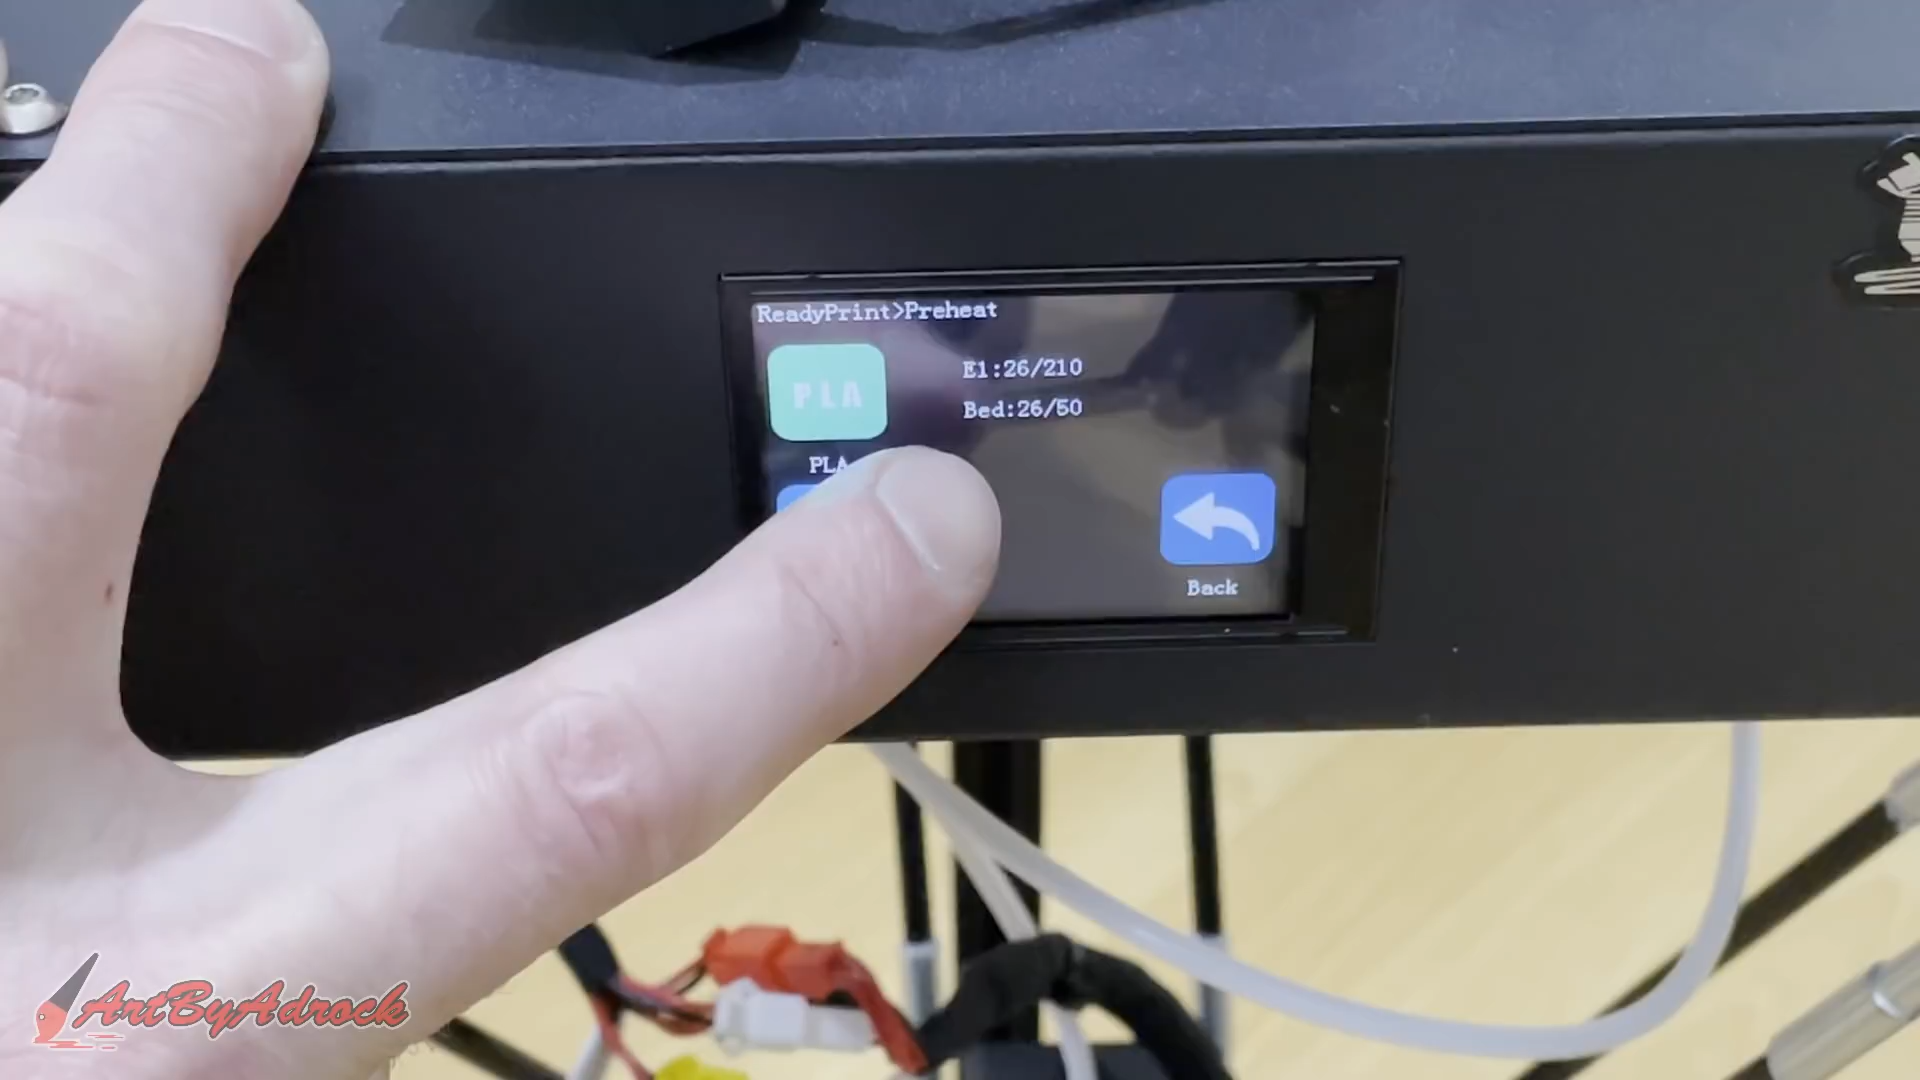 ReadyPrint>Preheat
PLA
E1:26/210
Bed:26/50
PLA
Back
ArtByAdrock